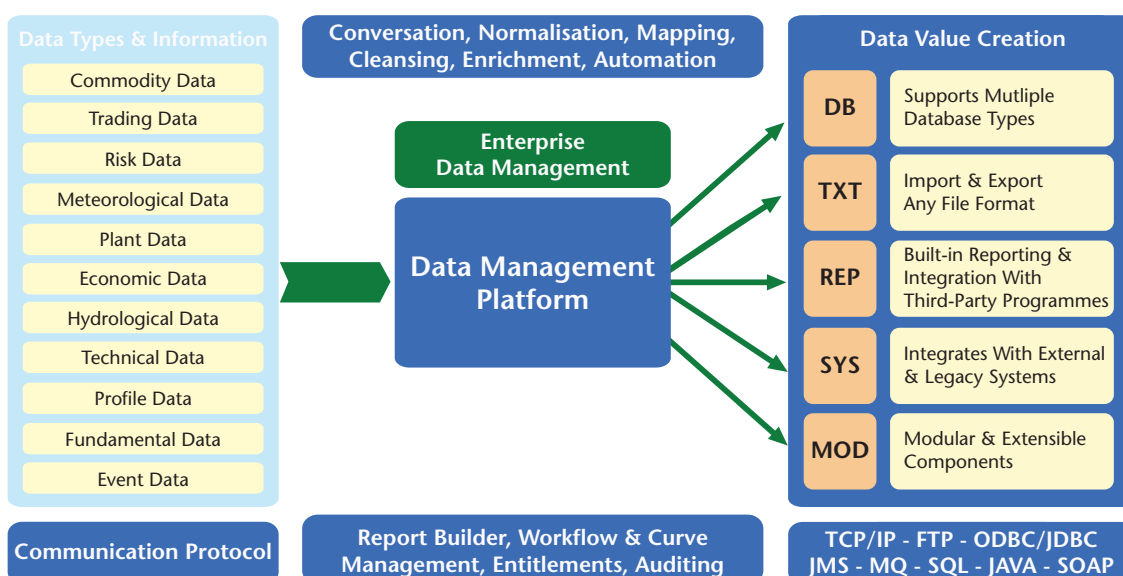 Data Types & Information
Commodity Data
Trading Data
Risk Data
Meteorological Data
Plant Data
Economic Data
Hydrological Data
Technical Data
Profile Data
Fundamental Data
Event Data
Communication Protocol
Conversation, Normalisation, Mapping,
Cleansing, Enrichment, Automation
Enterprise
Data Management
Data Management
Platform
Report Builder, Workflow & Curve
Management, Entitlements, Auditing
Data Value Creation
DB
Supports Mutliple
Database Types
TXT
Import & Export
Any File Format
REP
Built-in Reporting &
Integration With
Third-Party Programmes
SYS
Integrates With External
& Legacy Systems
MOD
Modular & Extensible
Components
TCP/IP - FTP - ODBC/JDBC
JMS - MQ - SQL - JAVA - SOAP